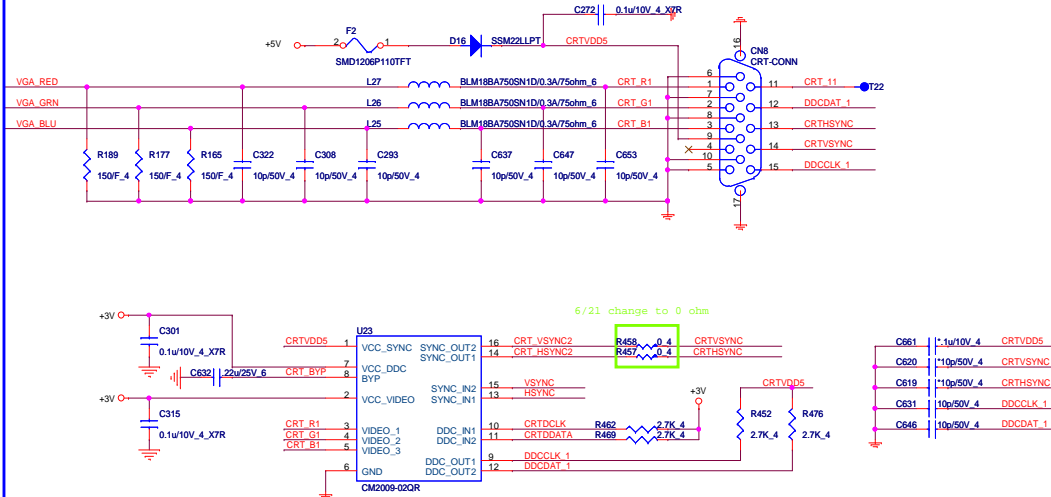 C272 0.1u/10V_4_X7R
+5V 2 F2 1 D16 SSM22LLPT CRTVDD5
SMD1206P110TFT
16
CN8
CRT-CONN
VGA_RED L27 BLM18BA750SN1D/0.3A/75ohm_6 CRT_R1
VGA_GRN L26 BLM18BA750SN1D/0.3A/75ohm_6 CRT_G1
VGA_BLU L25 BLM18BA750SN1D/0.3A/75ohm_6 CRT_B1
6
1 11 CRT_11 T22
7
2 12 DDCDAT_1
8
3 13 CRTHSYNC
9
4 14 CRTVSYNC
10
5 15 DDCCLK_1
17
R189 R177 R165 C322 C308 C293 C637 C647 C653
150/F_4 150/F_4 150/F_4 10p/50V_4 10p/50V_4 10p/50V_4 10p/50V_4 10p/50V_4 10p/50V_4
6/21 change to 0 ohm
+3V
C301
0.1u/10V_4_X7R
C632 .22u/25V_6 CRT_BYP
+3V
C315
0.1u/10V_4_X7R
U23
CRTVDD5 1 VCC_SYNC SYNC_OUT2 16 CRT_VSYNC2 R458 0_4 CRTVSYNC
SYNC_OUT1 14 CRT_HSYNC2 R457 0_4 CRTHSYNC
7 VCC_DDC
8 BYP SYNC_IN2 15 VSYNC
2 VCC_VIDEO SYNC_IN1 13 HSYNC
CRT_R1 3 VIDEO_1 DDC_IN1 10 CRTDCLK R462 2.7K_4
CRT_G1 4 VIDEO_2 DDC_IN2 11 CRTDDATA R469 2.7K_4
CRT_B1 5 VIDEO_3
DDC_OUT1 9 DDCCLK_1
6 GND DDC_OUT2 12 DDCDAT_1
CM2009-02QR
+3V
CRTVDD5
R452 R476
2.7K_4 2.7K_4
C661 *.1u/10V_4 CRTVDD5
C620 *10p/50V_4 CRTVSYNC
C619 *10p/50V_4 CRTHSYNC
C631 *10p/50V_4 DDCCLK_1
C646 *10p/50V_4 DDCDAT_1